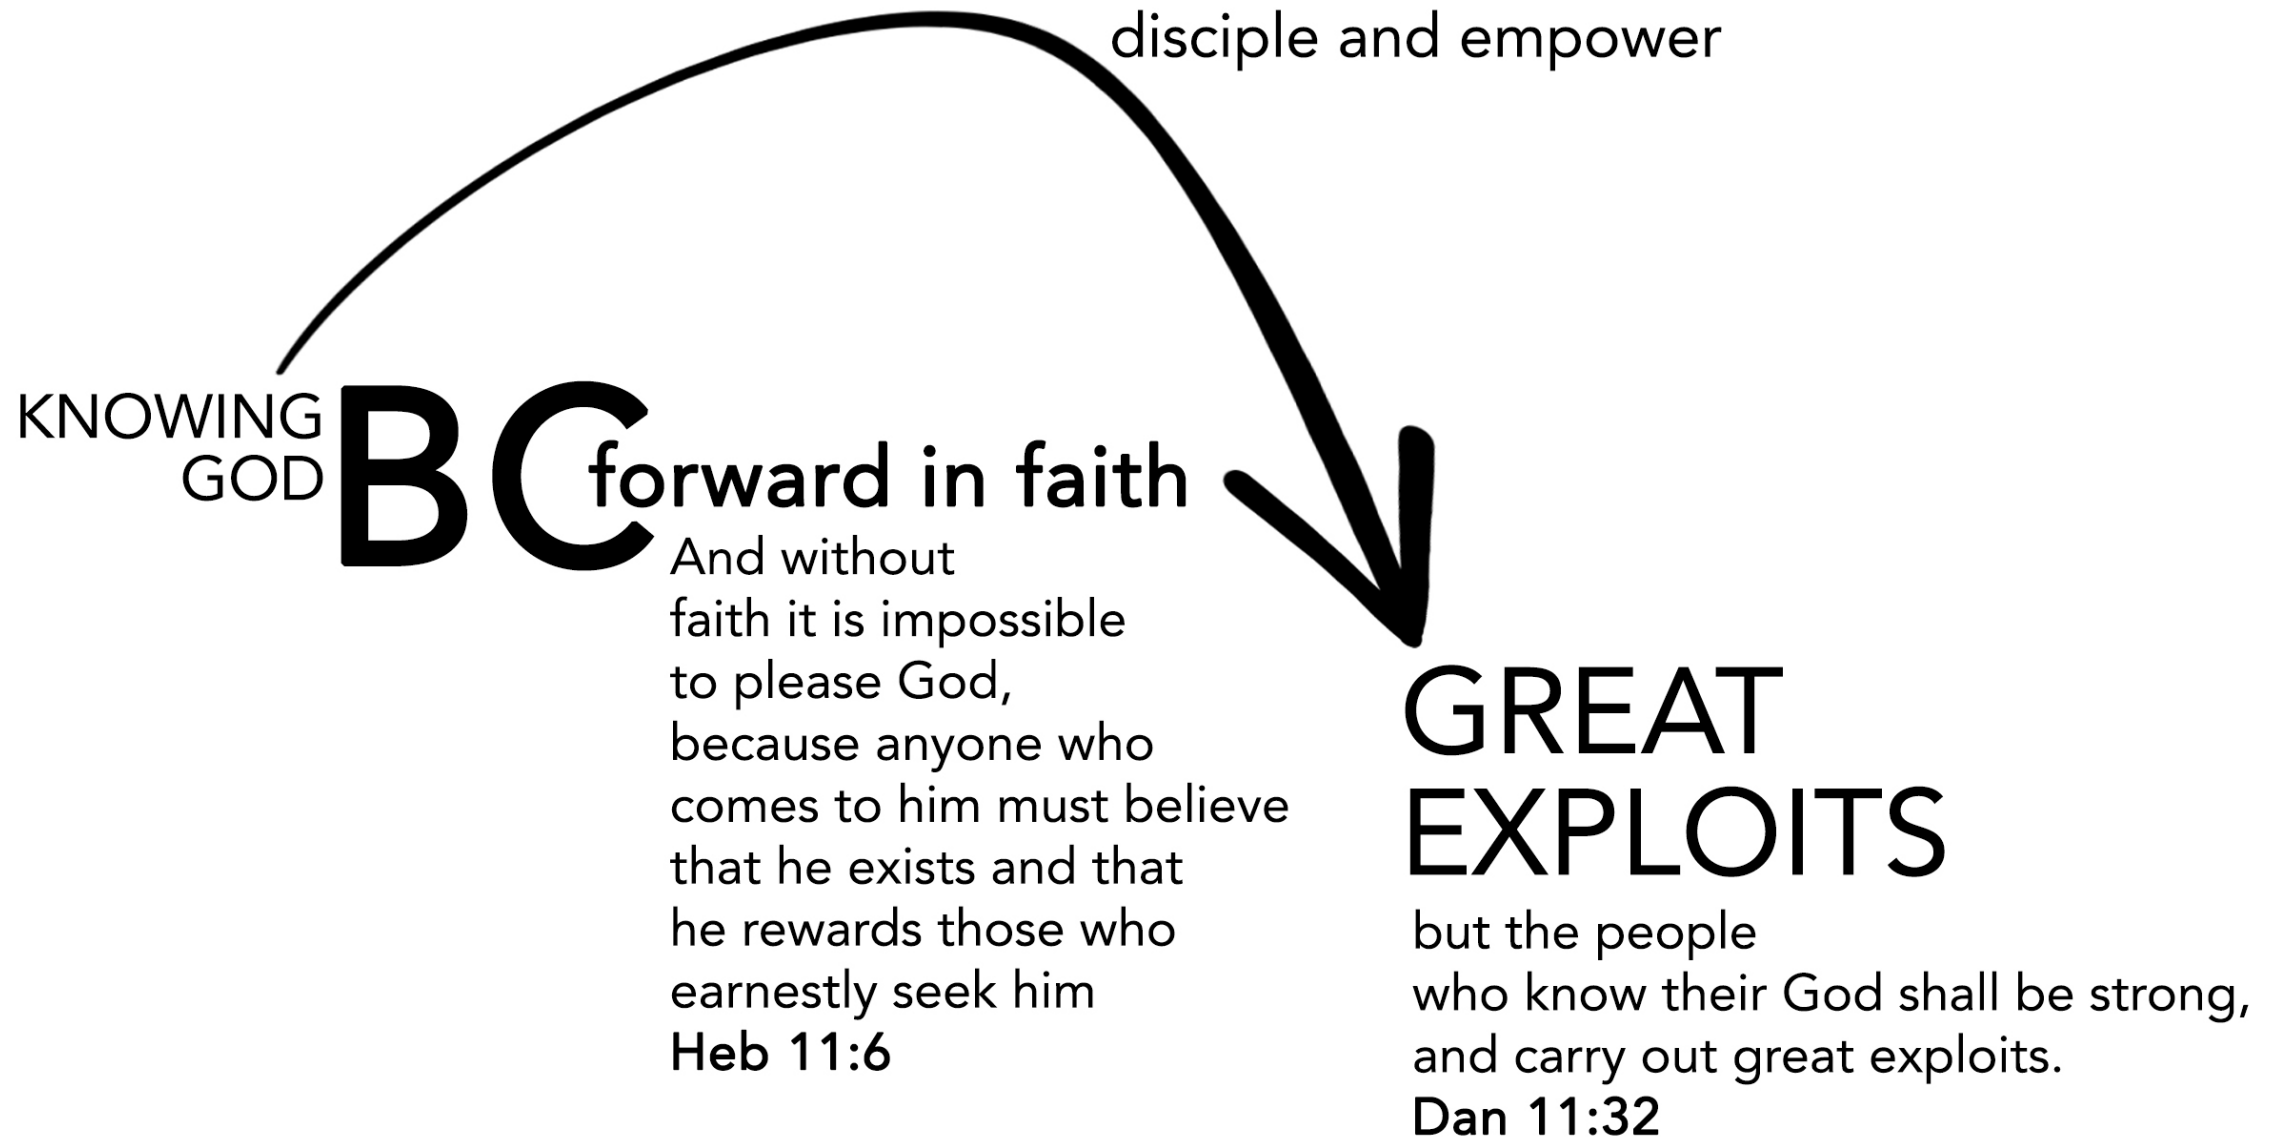 disciple and empower
KNOWING
GOD
BC
forward in faith
And without
faith it is impossible
to please God,
because anyone who
comes to him must believe
that he exists and that
he rewards those who
earnestly seek him
Heb 11:6
GREAT
EXPLOITS
but the people
who know their God shall be strong,
and carry out great exploits.
Dan 11:32